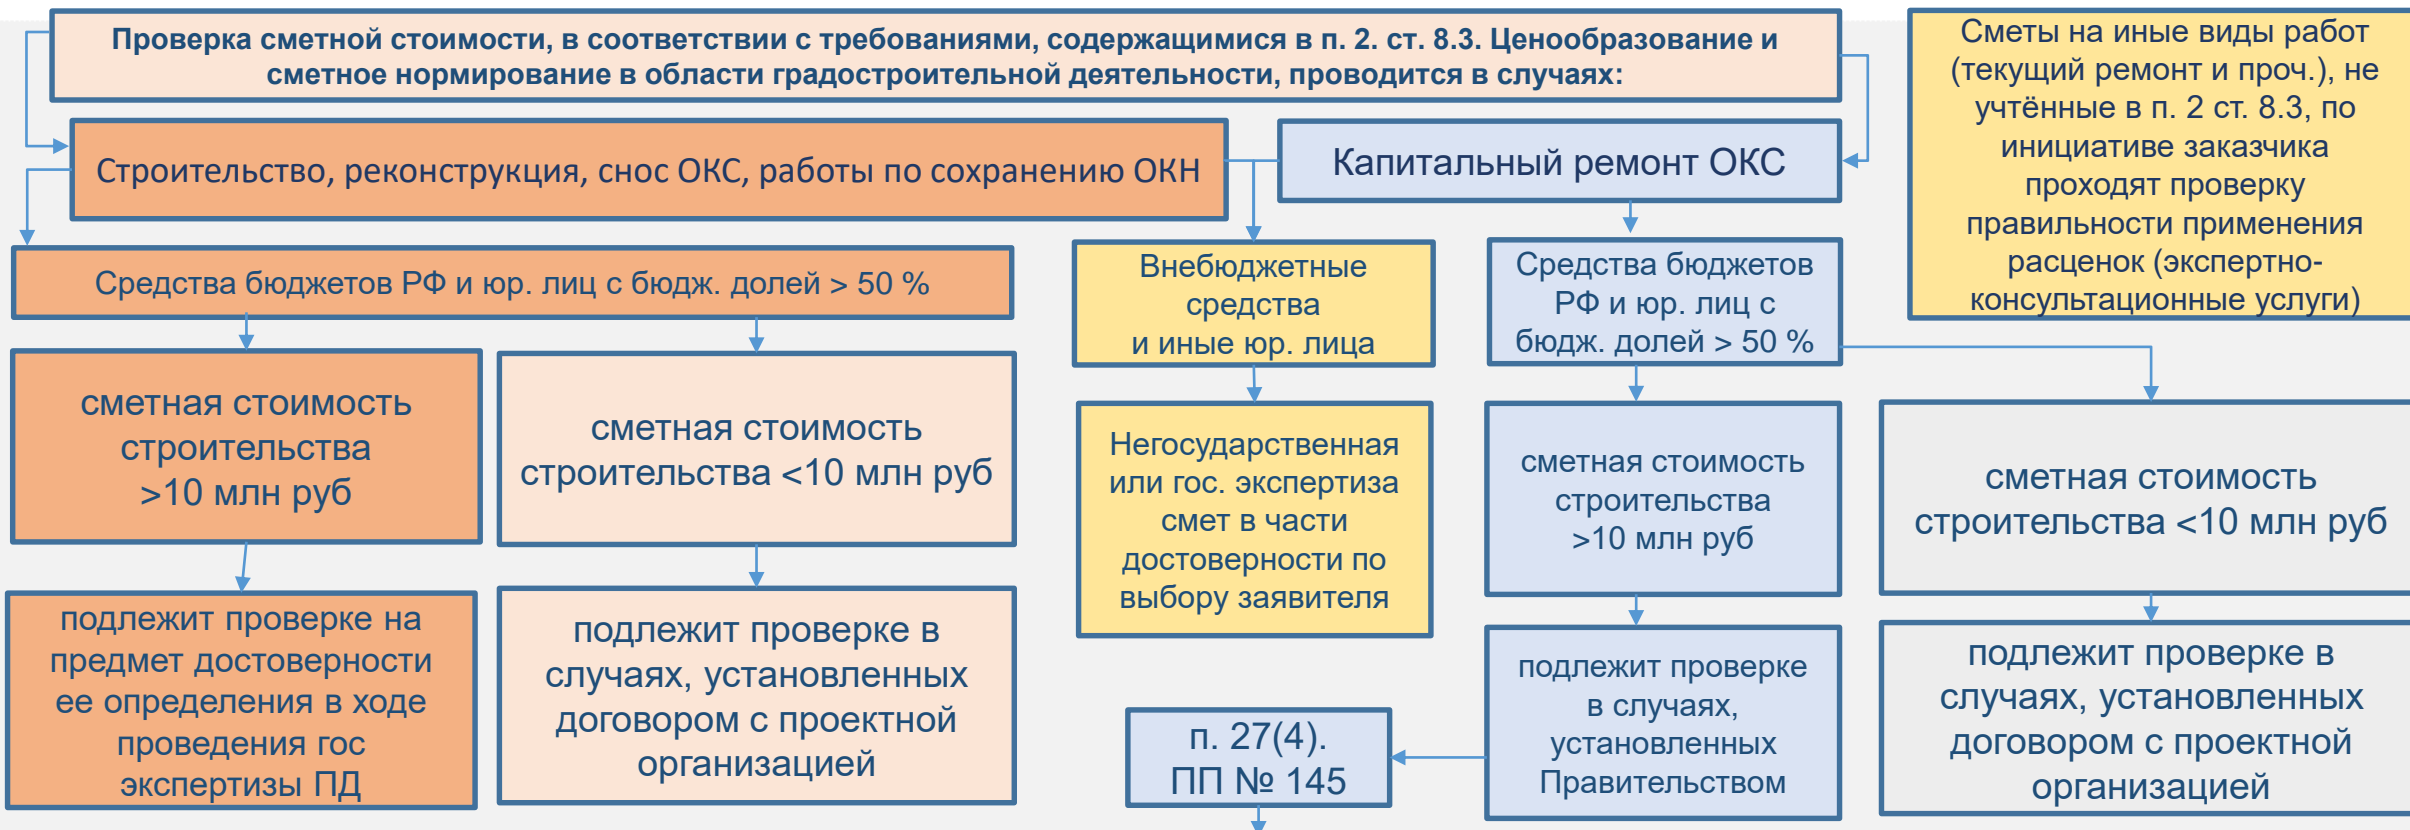 Проверка сметной стоимости, в соответствии с требованиями, содержащимися в п. 2. ст. 8.3. Ценообразование и
сметное нормирование в области градостроительной деятельности, проводится в случаях:
Сметы на иные виды работ
(текущий ремонт и проч.), не
учтённые в п. 2 ст. 8.3, по
инициативе заказчика
проходят проверку
правильности применения
расценок (экспертно-
консультационные услуги)
Строительство, реконструкция, снос ОКС, работы по сохранению ОКН
Капитальный ремонт ОКС
Средства бюджетов РФ и юр. лиц с бюдж. долей > 50 %
Внебюджетные
средства
и иные юр. лица
Средства бюджетов
РФ и юр. лиц с
бюдж. долей > 50 %
сметная стоимость
строительства
>10 млн руб
сметная стоимость
строительства <10 млн руб
Негосударственная
или гос. экспертиза
смет в части
достоверности по
выбору заявителя
сметная стоимость
строительства
>10 млн руб
сметная стоимость
строительства <10 млн руб
подлежит проверке на
предмет достоверности
ее определения в ходе
проведения гос
экспертизы ПД
подлежит проверке в
случаях, установленных
договором с проектной
организацией
п. 27(4).
ПП № 145
подлежит проверке
в случаях,
установленных
Правительством
подлежит проверке в
случаях, установленных
договором с проектной
организацией